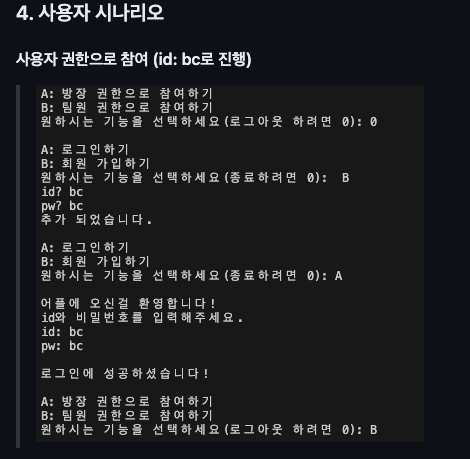 4. 사용자 시나리오
사용자 권한으로 참여 (id: bc로 진행)
A: 방장 권한으로 참여하기
B: 팀원 권한으로 참여하기
원하시는 기능을 선택하세요(로그아웃 하려면 0): 0
A: 로그인하기
B: 회원 가입하기
원하시는 기능을 선택하세요(종료하려면 0):  B
id? bc
pw? bc
추가 되었습니다.
A: 로그인하기
B: 회원 가입하기
원하시는 기능을 선택하세요(종료하려면 0): A
어플에 오신걸 환영합니다!
id와 비밀번호를 입력해주세요.
id: bc
pw: bc
로그인에 성공하셨습니다!
A: 방장 권한으로 참여하기
B: 팀원 권한으로 참여하기
원하시는 기능을 선택하세요(로그아웃 하려면 0): B